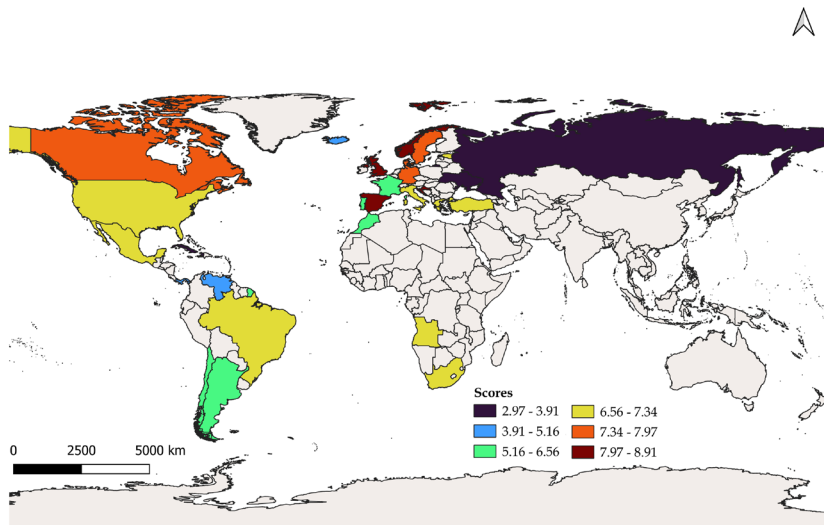 Scores
2.97 - 3.91
3.91 - 5.16
5.16 - 6.56
6.56 - 7.34
7.34 - 7.97
7.97 - 8.91
0 2500 5000 km